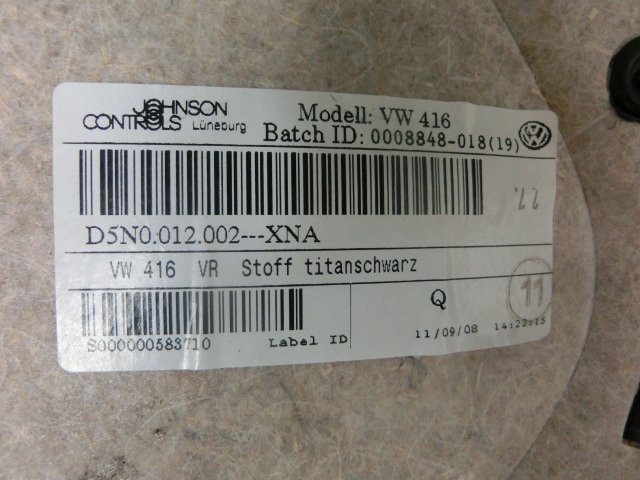 JOHNSON
CONTROLS Lüneburg
Modell: VW 416
Batch ID: 0008848-018(19)
27.
D5N0.012.002---XNA
VW 416 VR Stoff titanschwarz
S000000583710 Label ID
Q
11
11/09/08 14:22:15